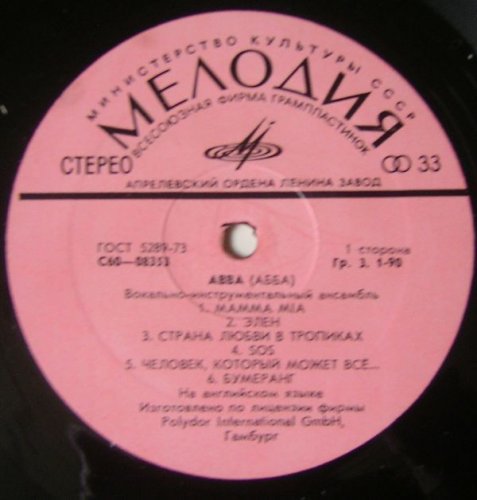 МИНИСТЕРСТВО КУЛЬТУРЫ СССР
МЕЛОДИЯ
ВСЕСОЮЗНАЯ ФИРМА ГРАМПЛАСТИНОК
СТЕРЕО 33
АПРЕЛЕВСКИЙ ОРДЕНА ЛЕНИНА ЗАВОД
ГОСТ 5289-73 1 сторона
С60—08353 Гр. 3. 1-90
ABBA (АББА)
Вокально-инструментальный ансамбль
1. MAMMA MIA
2. ЭЛЕН
3. СТРАНА ЛЮБВИ В ТРОПИКАХ
4. SOS
5. ЧЕЛОВЕК, КОТОРЫЙ МОЖЕТ ВСЁ...
6. БУМЕРАНГ
На английском языке
Изготовлено по лицензии фирмы
Polydor International GmbH,
Гамбург